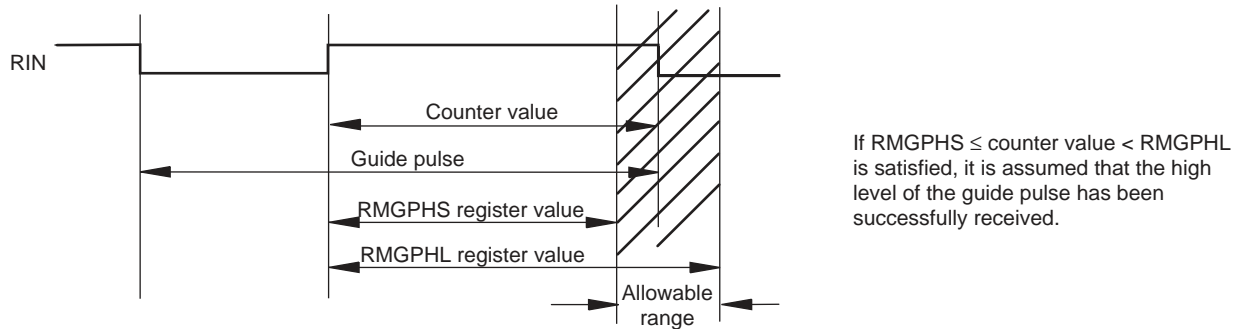 RIN
Counter value
Guide pulse
RMGPHS register value
RMGPHL register value
Allowable
range
If RMGPHS ≤ counter value < RMGPHL
is satisfied, it is assumed that the high
level of the guide pulse has been
successfully received.